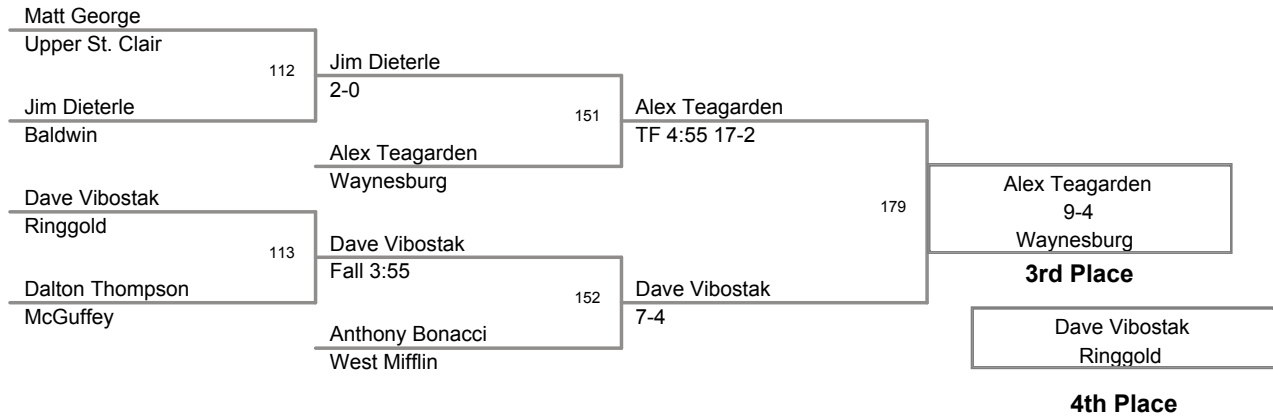 Matt George
Upper St. Clair
112
Jim Dieterle
2-0
Jim Dieterle
Baldwin
151
Alex Teagarden
TF 4:55 17-2
Alex Teagarden
Waynesburg
Dave Vibostak
Ringgold
113
Dave Vibostak
Fall 3:55
Dalton Thompson
McGuffey
152
Dave Vibostak
7-4
Anthony Bonacci
West Mifflin
179
Alex Teagarden
9-4
Waynesburg
3rd Place
Dave Vibostak
Ringgold
4th Place